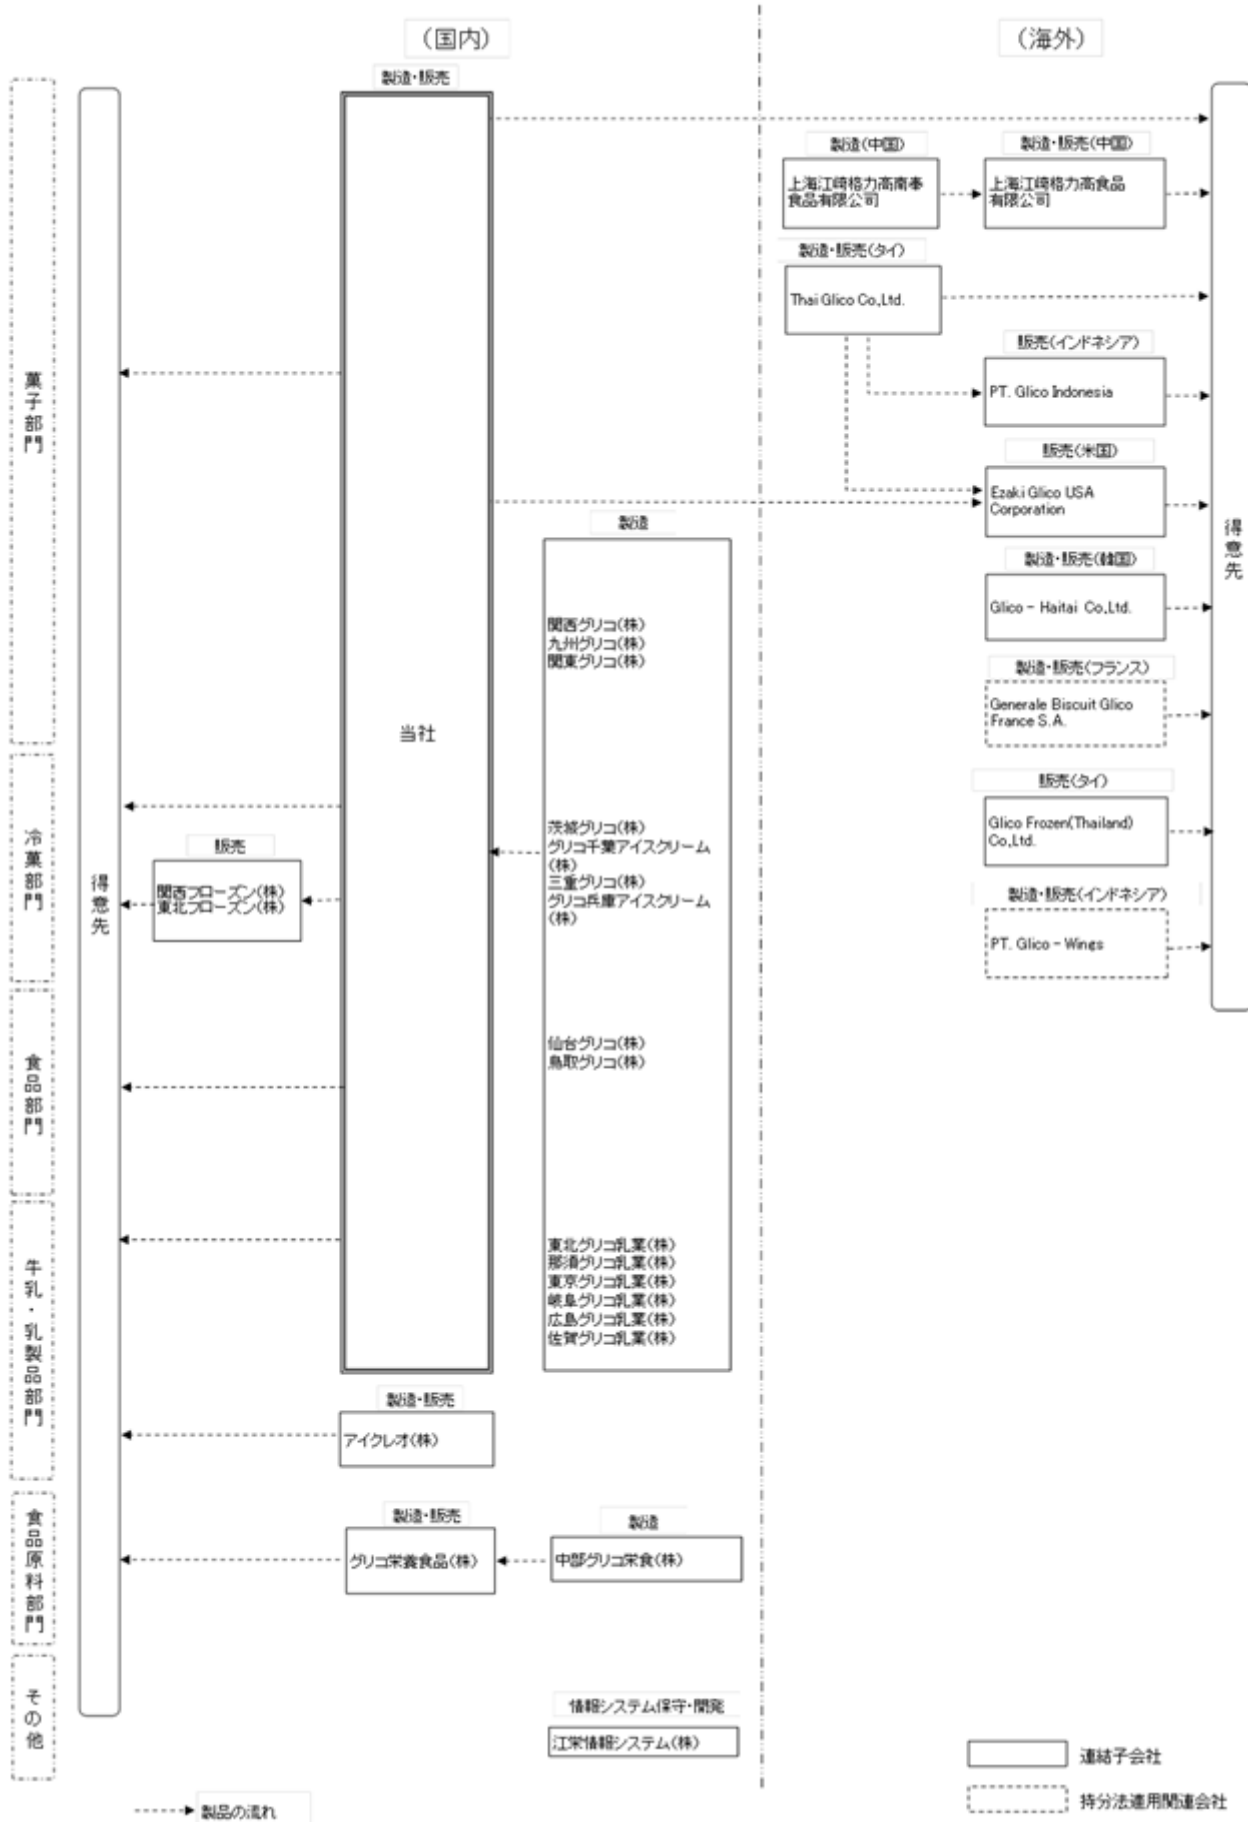 （国内）
（海外）
製造・販売
製造(中国)
製造・販売(中国)
上海江崎格力高南奉
食品有限公司
上海江崎格力高食品
有限公司
製造・販売(タイ)
Thai Glico Co,Ltd.
販売(インドネシア)
PT. Glico Indonesia
菓子部門
販売(米国)
Ezaki Glico USA
Corporation
製造
得意先
製造・販売(韓国)
Glico - Haitai Co,Ltd.
関西グリコ(株)
九州グリコ(株)
関東グリコ(株)
製造・販売(フランス)
Generale Biscuit Glico
France S.A.
当社
販売(タイ)
Glico Frozen(Thailand)
Co,Ltd.
冷菓部門
茨城グリコ(株)
グリコ千葉アイスクリーム
(株)
三重グリコ(株)
グリコ兵庫アイスクリーム
(株)
販売
関西フローズン(株)
東北フローズン(株)
得意先
製造・販売(インドネシア)
PT. Glico - Wings
食品部門
仙台グリコ(株)
鳥取グリコ(株)
牛乳・乳製品部門
東北グリコ乳業(株)
那須グリコ乳業(株)
東京グリコ乳業(株)
岐阜グリコ乳業(株)
広島グリコ乳業(株)
佐賀グリコ乳業(株)
製造・販売
アイクレオ(株)
食品原料部門
製造・販売
グリコ栄養食品(株)
製造
中部グリコ栄食(株)
その他
情報システム保守・開発
江栄情報システム(株)
連結子会社
持分法適用関連会社
製品の流れ